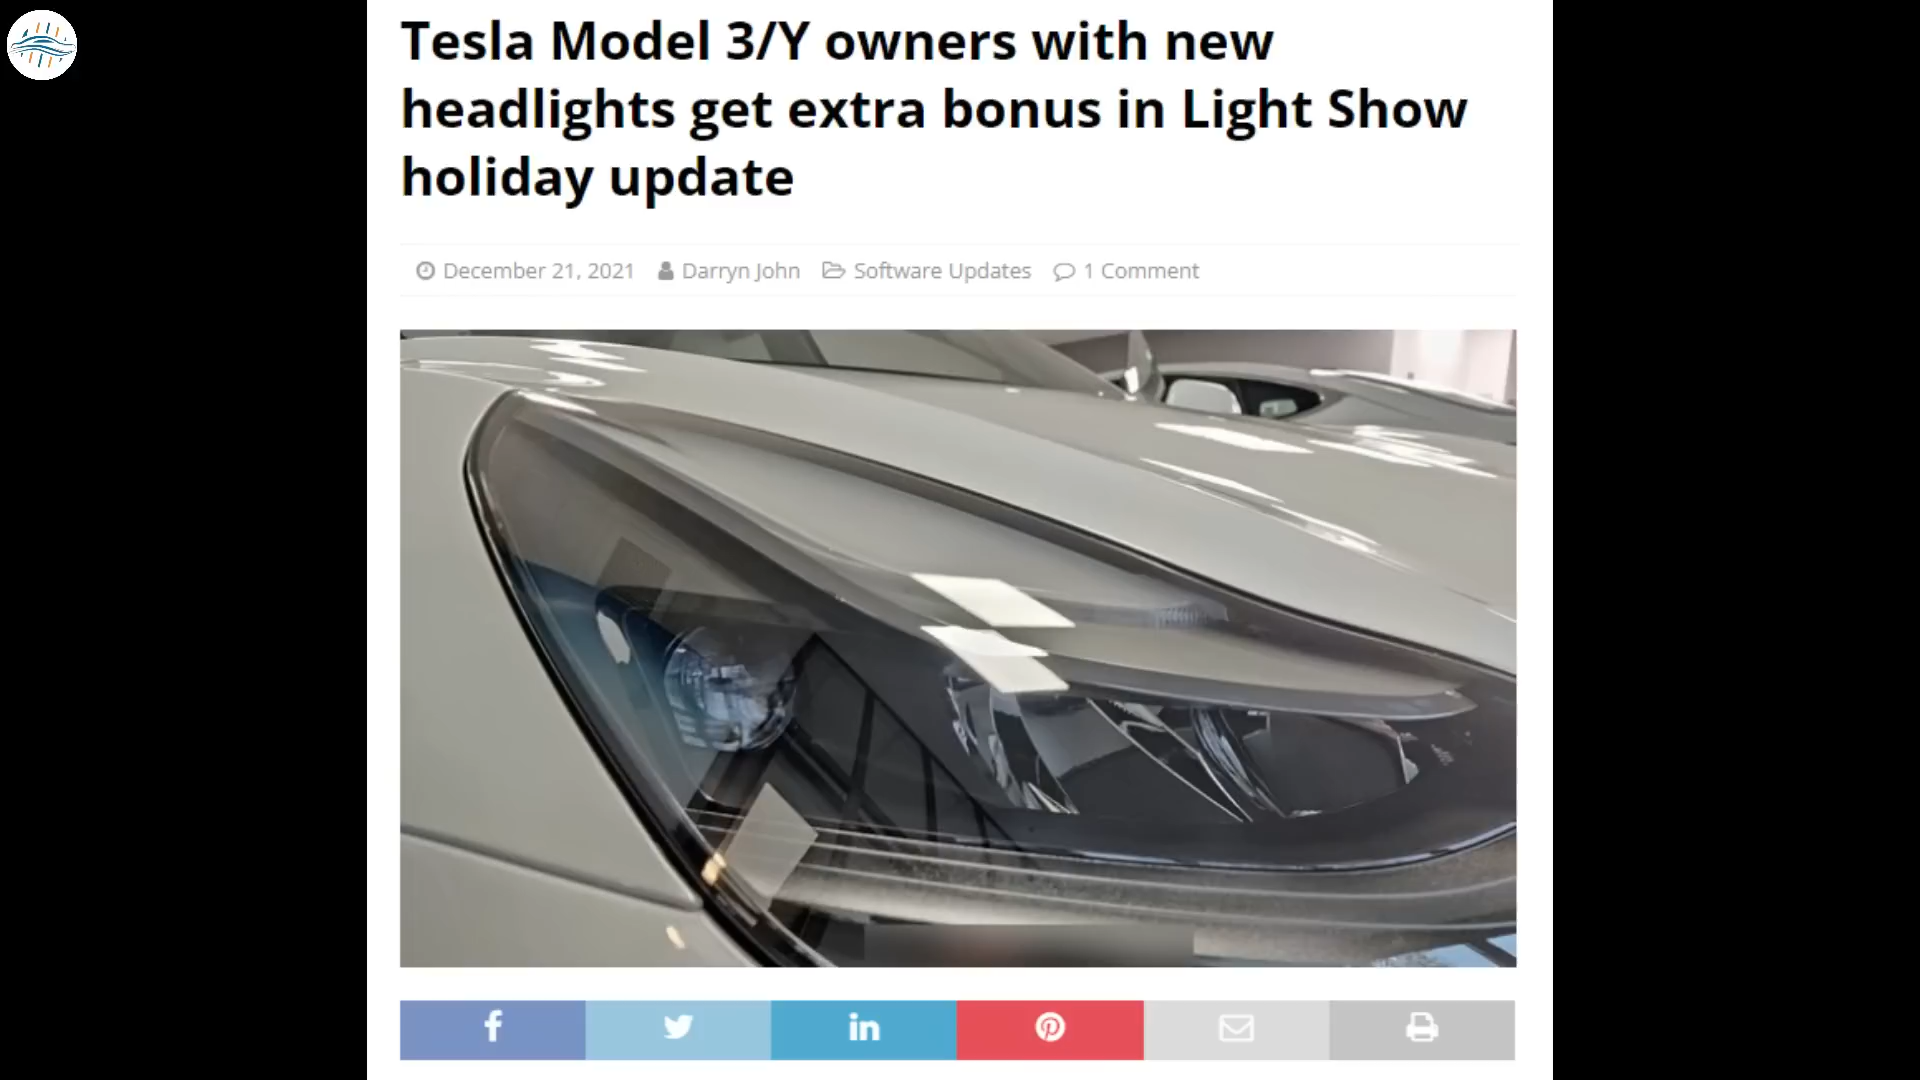 Tesla Model 3/Y owners with new
headlights get extra bonus in Light Show
holiday update
December 21, 2021 Darryn John Software Updates 1 Comment